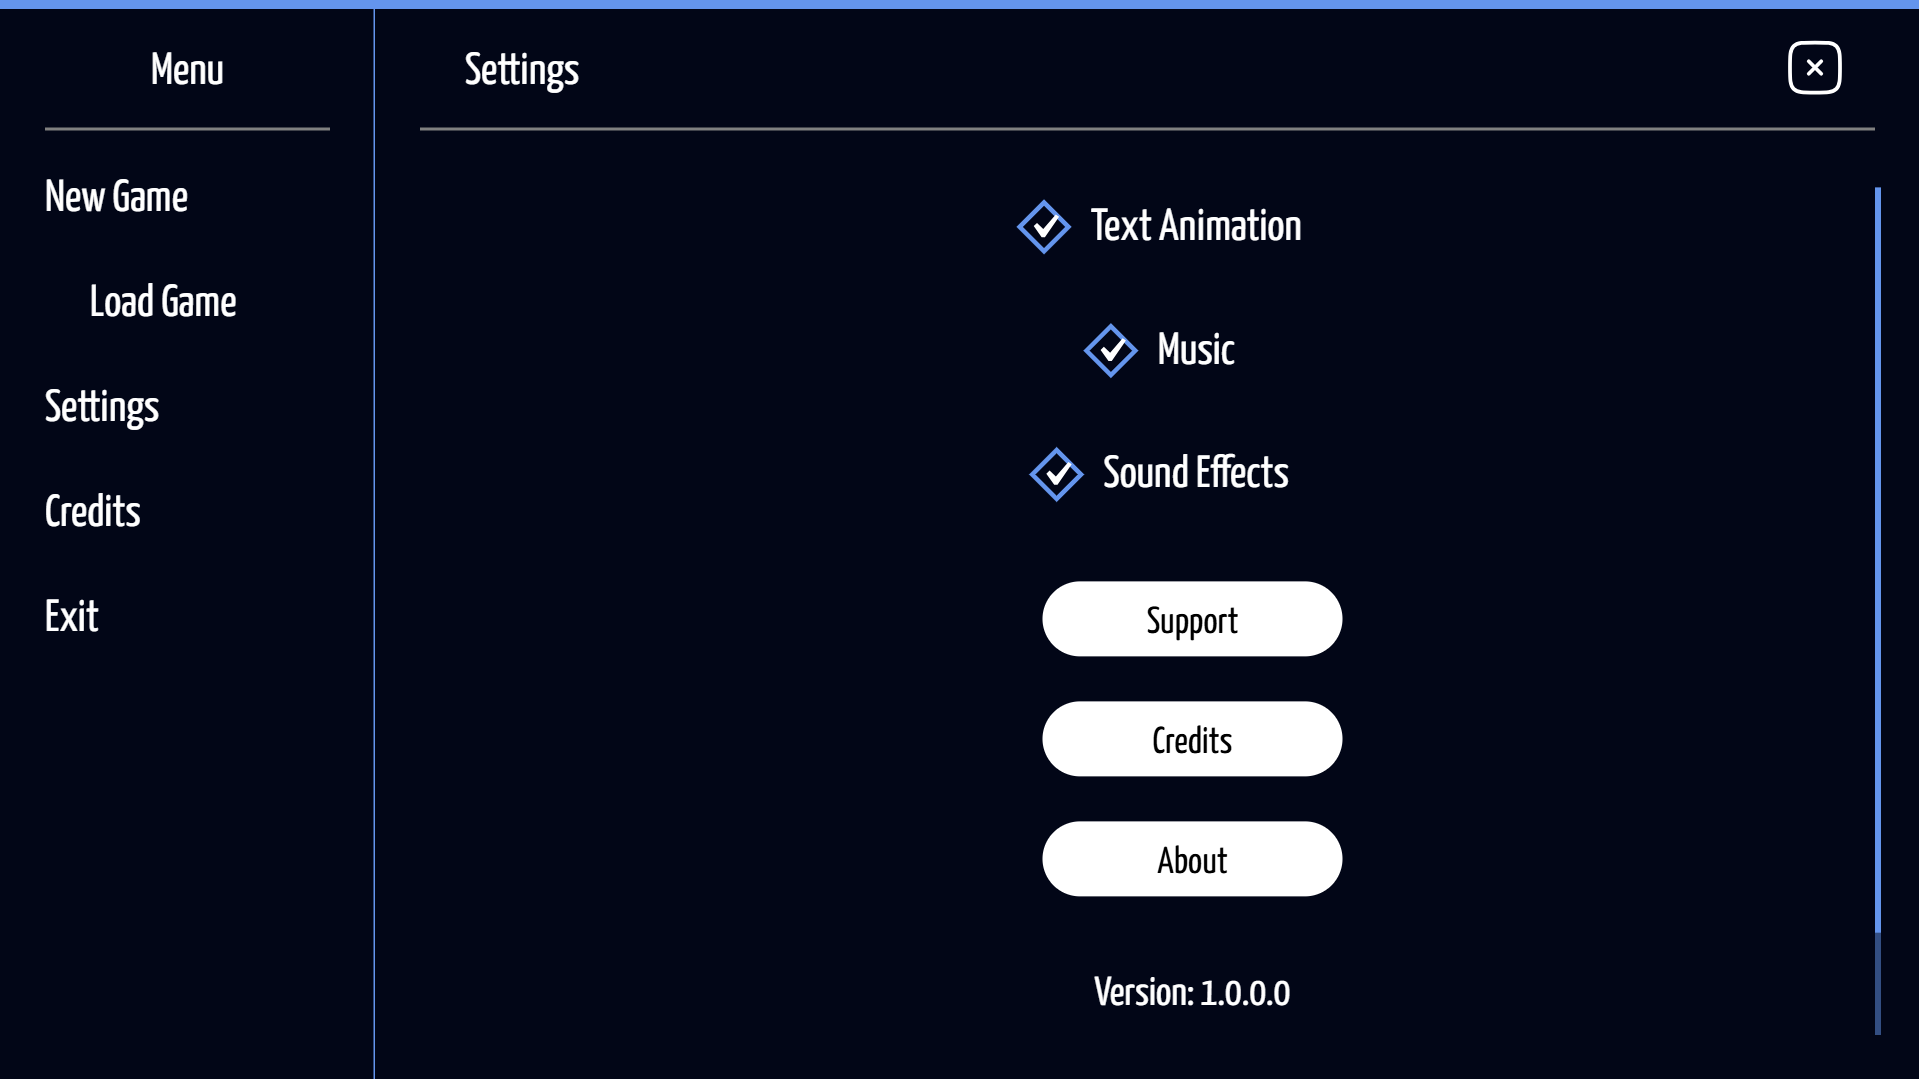 Menu
New Game
Load Game
Settings
Credits
Exit
Settings
Text Animation
Music
Sound Effects
Support
Credits
About
Version: 1.0.0.0